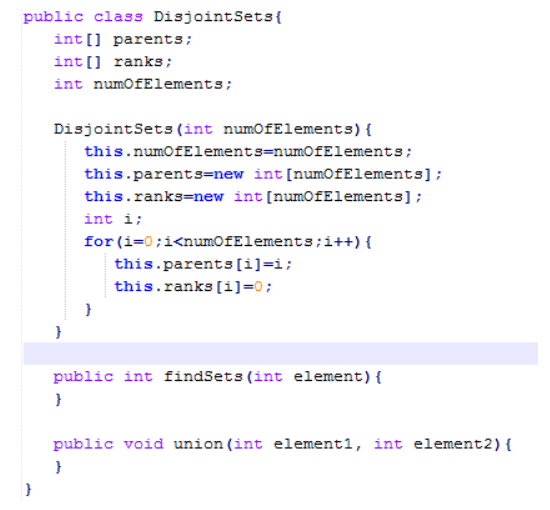 public class DisjointSets{
int[] parents;
int[] ranks;
int numOfElements;
DisjointSets(int numOfElements){
this.numOfElements=numOfElements;
this.parents=new int[numOfElements];
this.ranks=new int[numOfElements];
int i;
for(i=0;i<numOfElements;i++){
this.parents[i]=i;
this.ranks[i]=0;
}
}
public int findSets(int element){
}
public void union(int element1, int element2){
}
}